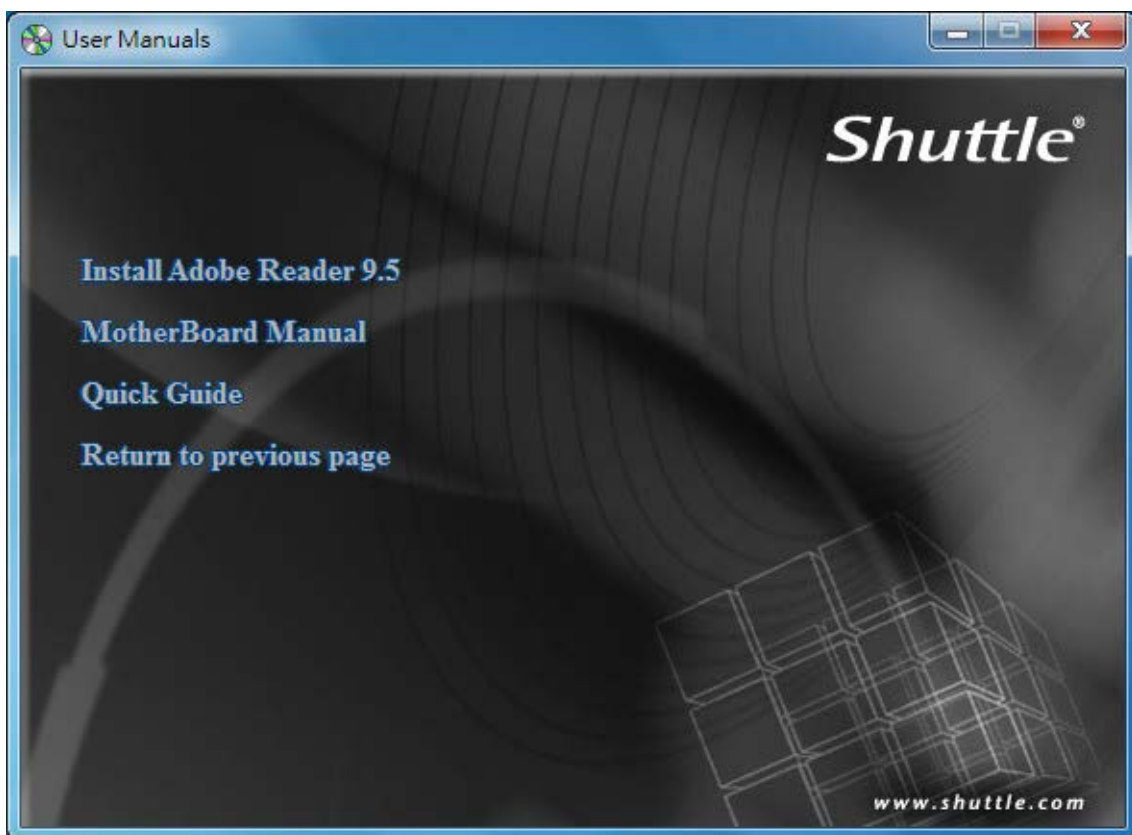 User Manuals
Shuttle®
Install Adobe Reader 9.5
MotherBoard Manual
Quick Guide
Return to previous page
www.shuttle.com